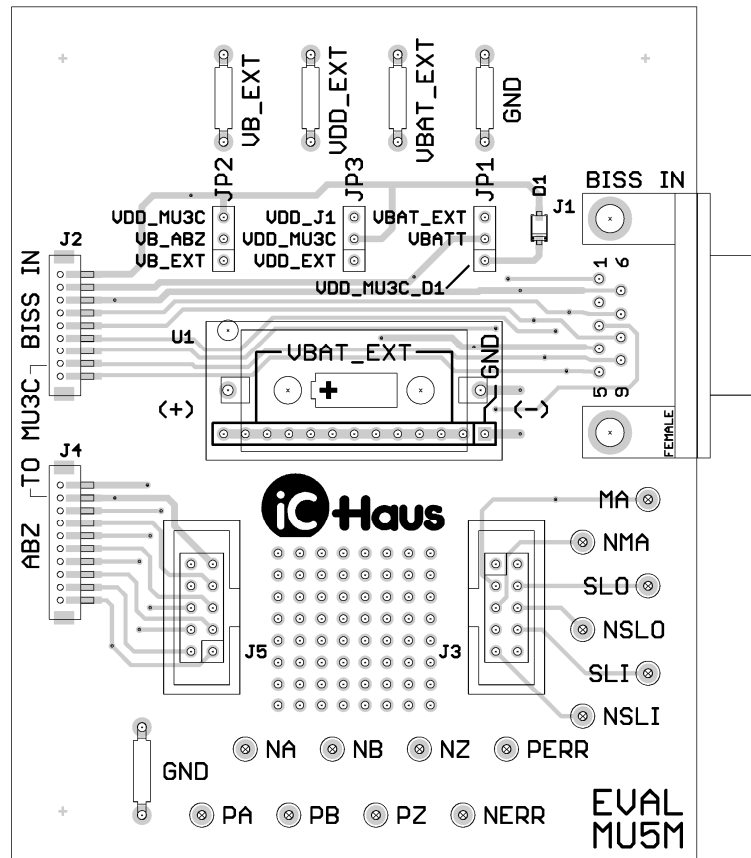 VB_EXT
VDD_EXT
VBAT_EXT
GND
JP2
JP3
JP1
D1
J1
BISS IN
VDD_MU3C
VB_ABZ
VB_EXT
VDD_J1
VDD_MU3C
VDD_EXT
VBAT_EXT
VBATT
VDD_MU3C_D1
J2
BISS IN
TO MU3C
ABZ
J4
1
6
5
9
FEMALE
U1
VBAT_EXT
GND
+
(+)
(-)
iC Haus
MA
NMA
SLO
NSLO
SLI
NSLI
J5
J3
GND
NA
NB
NZ
PERR
PA
PB
PZ
NERR
EVAL
MU5M